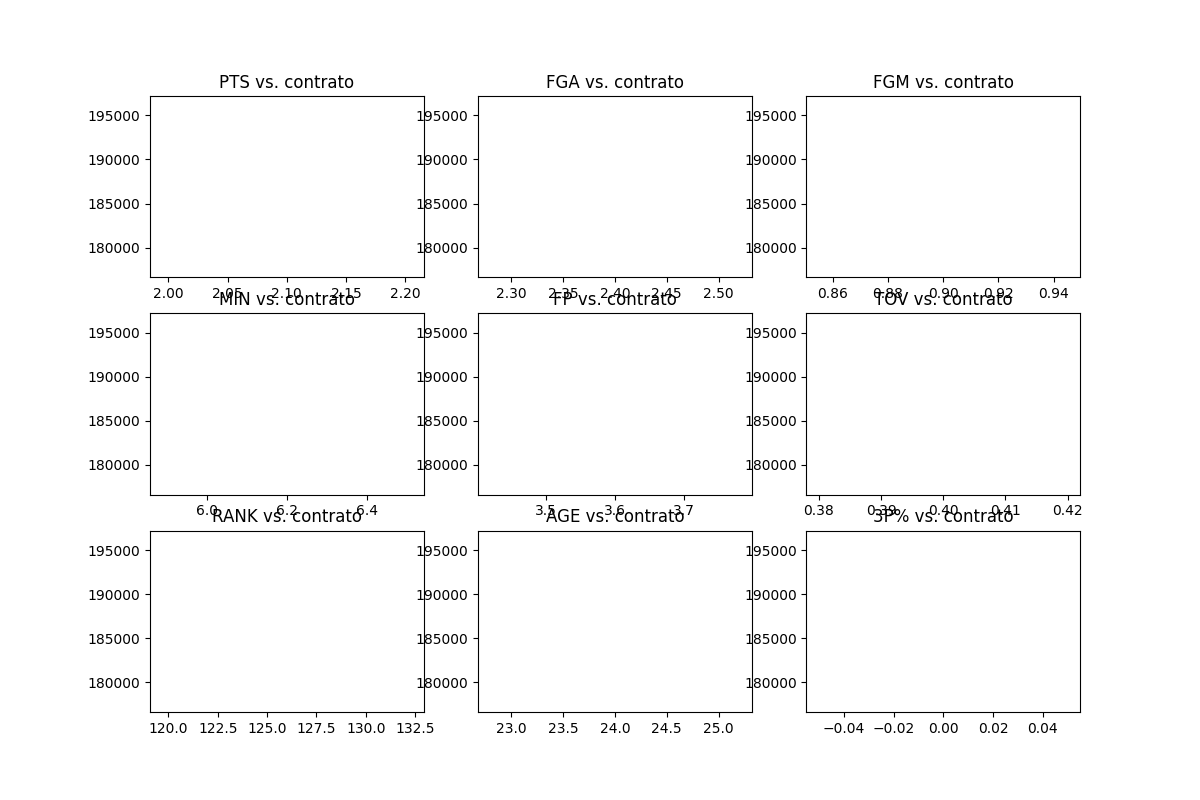 PTS vs. contrato
FGA vs. contrato
FGM vs. contrato
195000
190000
185000
180000
195000
190000
185000
180000
195000
190000
185000
180000
2.00 2.05 2.10 2.15 2.20
2.30 2.35 2.40 2.45 2.50
0.86 0.88 0.90 0.92 0.94
MIN vs. contrato
FP vs. contrato
TOV vs. contrato
195000
190000
185000
180000
195000
190000
185000
180000
195000
190000
185000
180000
6.0 6.2 6.4
3.5 3.6 3.7
0.38 0.39 0.40 0.41 0.42
RANK vs. contrato
AGE vs. contrato
3P% vs. contrato
195000
190000
185000
180000
195000
190000
185000
180000
195000
190000
185000
180000
120.0 122.5 125.0 127.5 130.0 132.5
23.0 23.5 24.0 24.5 25.0
−0.04 −0.02 0.00 0.02 0.04